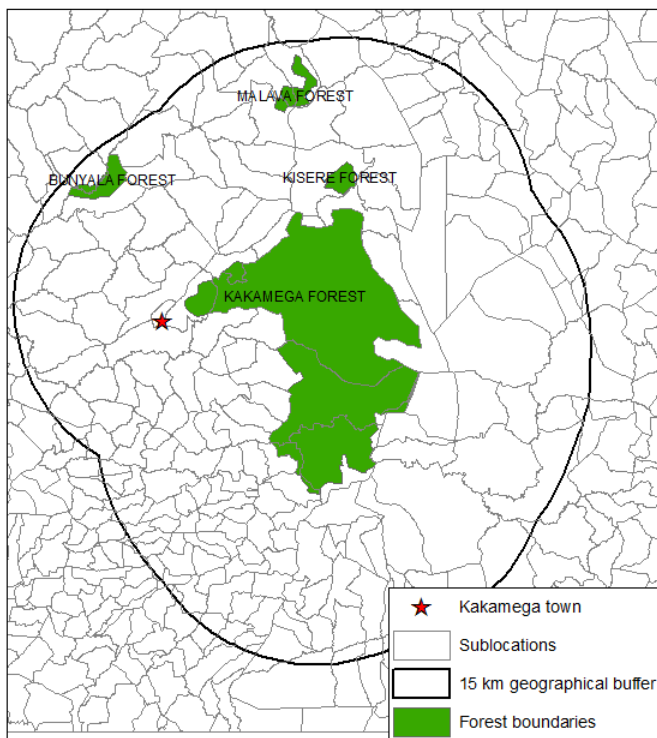 MALAVA FOREST
BUNYALA FOREST
KISERE FOREST
KAKAMEGA FOREST
Kakamega town
Sublocations
15 km geographical buffer
Forest boundaries